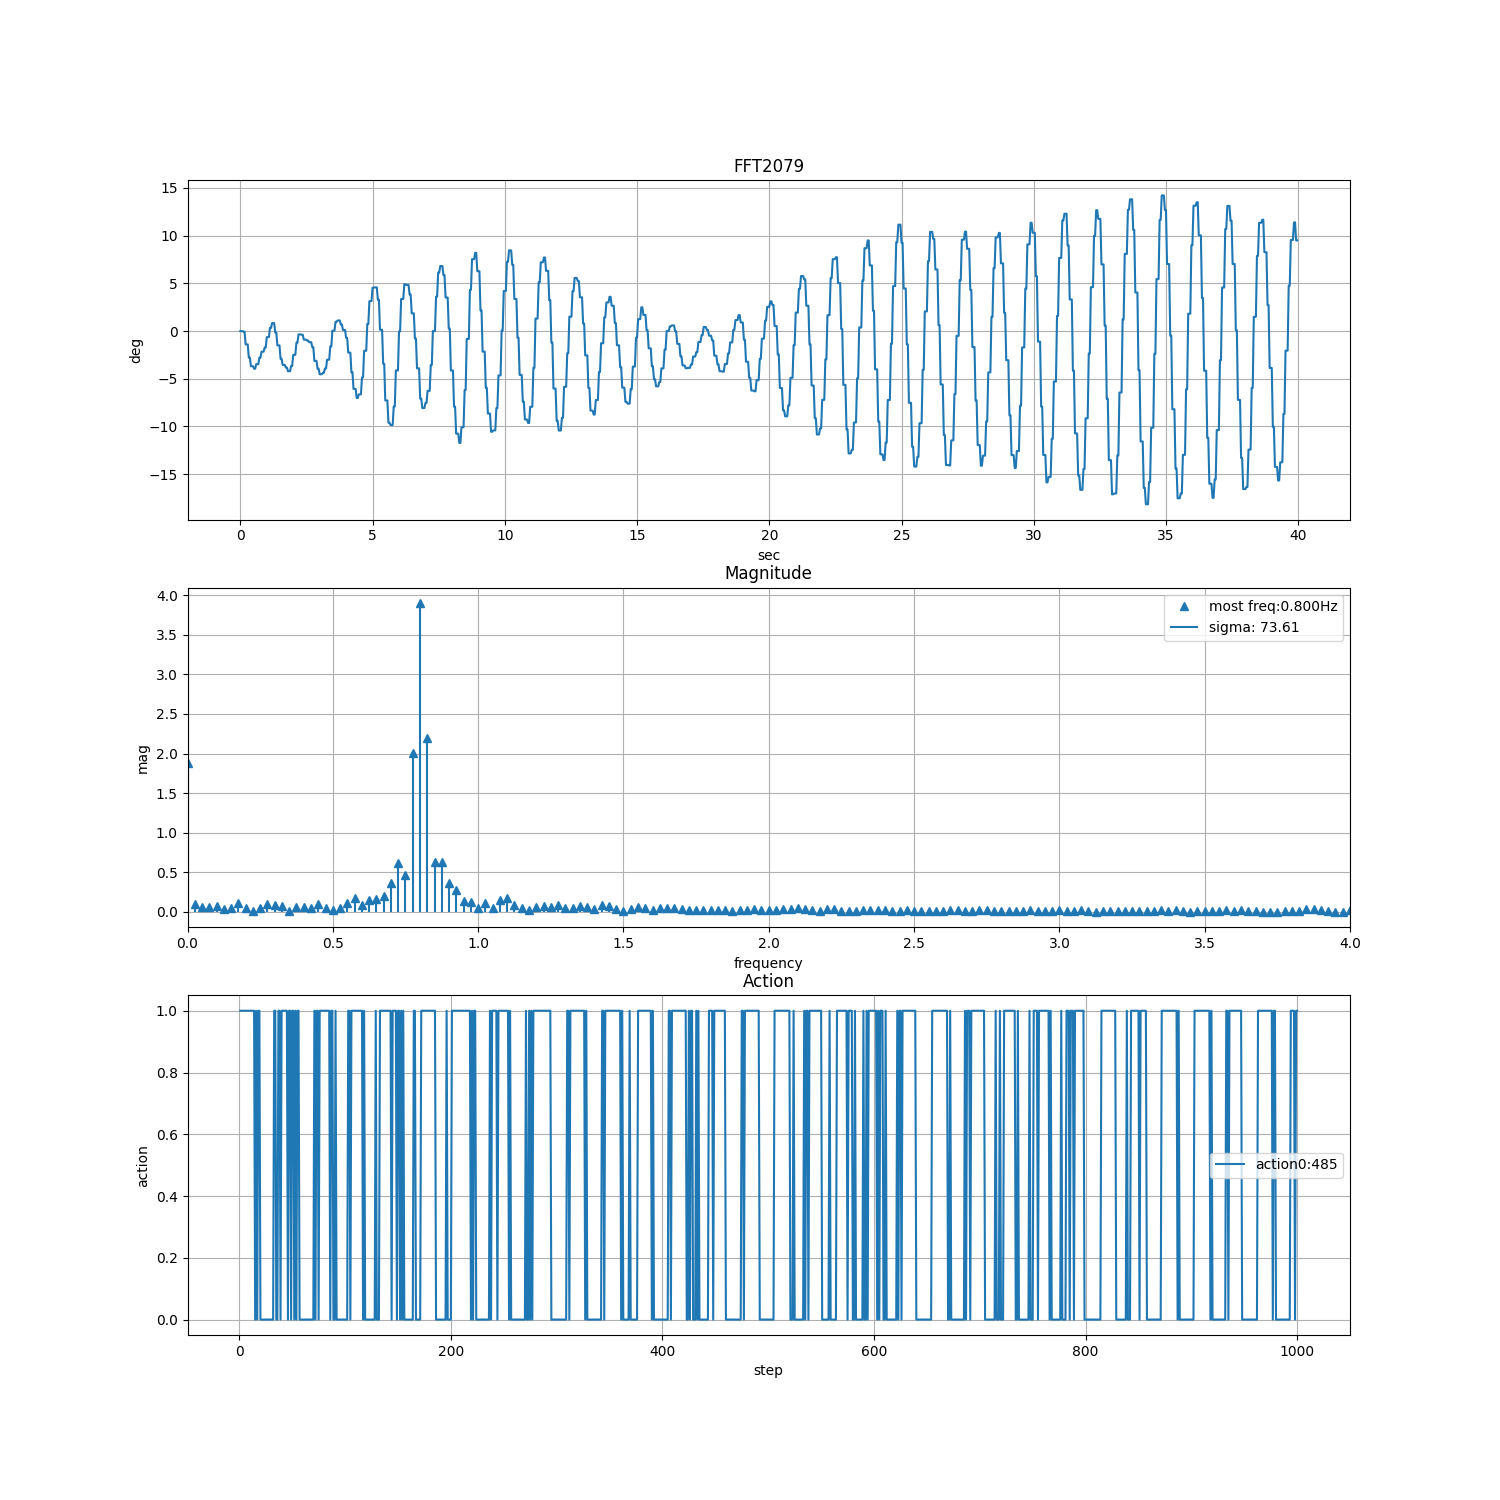 FFT2079
15
10
5
0
−5
−10
−15
deg
0 5 10 15 20 25 30 35 40
sec
Magnitude
4.0
3.5
3.0
2.5
2.0
1.5
1.0
0.5
0.0
mag
most freq:0.800Hz
sigma: 73.61
0.0 0.5 1.0 1.5 2.0 2.5 3.0 3.5 4.0
frequency
Action
1.0
0.8
0.6
0.4
0.2
0.0
action
action0:485
0 200 400 600 800 1000
step